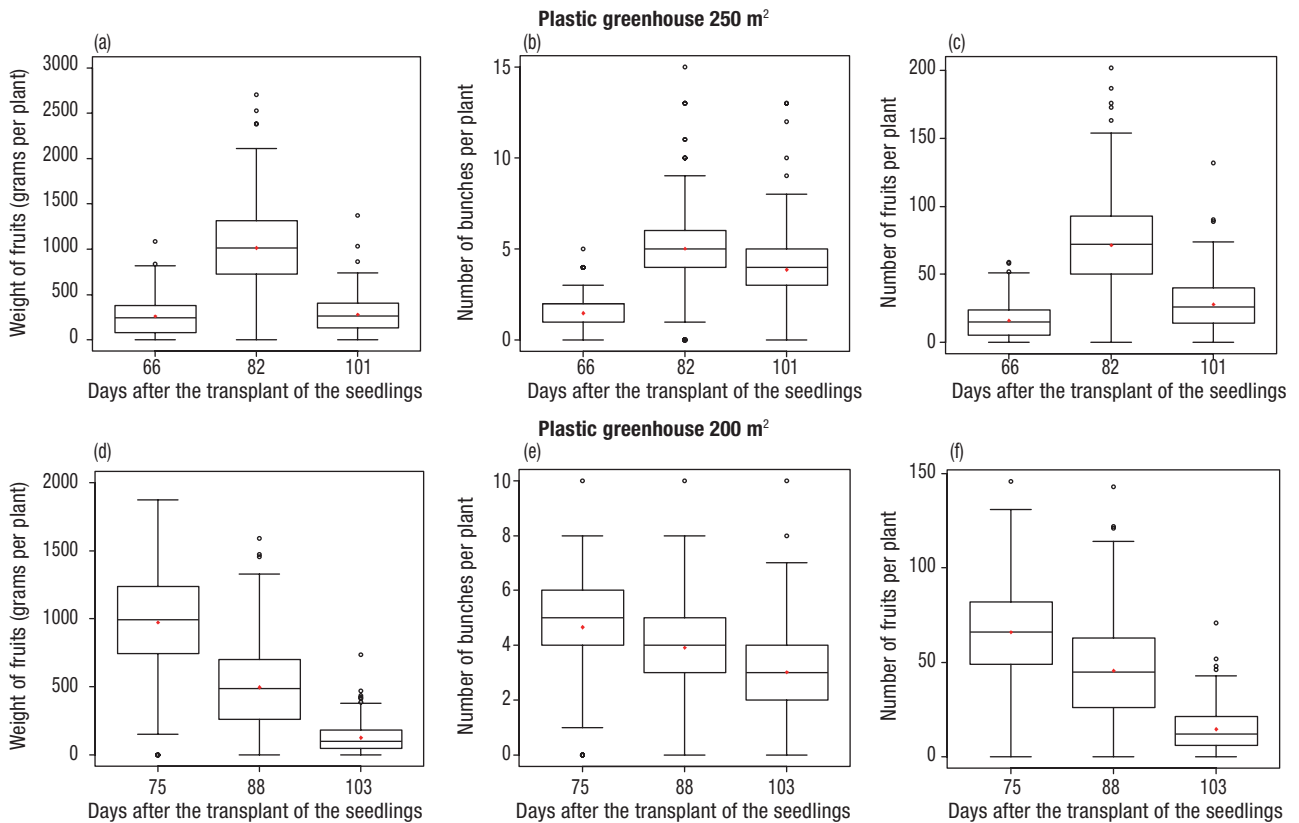 Plastic greenhouse 250 m²
(a)
Weight of fruits (grams per plant)
3000
2500
2000
1500
1000
500
0
66 82 101
Days after the transplant of the seedlings
(b)
Number of bunches per plant
15
10
5
0
66 82 101
Days after the transplant of the seedlings
(c)
Number of fruits per plant
200
150
100
50
0
66 82 101
Days after the transplant of the seedlings
Plastic greenhouse 200 m²
(d)
Weight of fruits (grams per plant)
2000
1500
1000
500
0
75 88 103
Days after the transplant of the seedlings
(e)
Number of bunches per plant
10
8
6
4
2
0
75 88 103
Days after the transplant of the seedlings
(f)
Number of fruits per plant
150
100
50
0
75 88 103
Days after the transplant of the seedlings